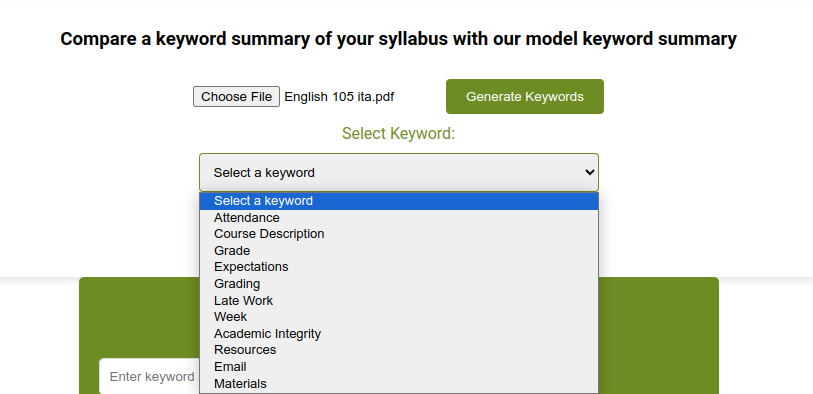 Compare a keyword summary of your syllabus with our model keyword summary
Choose File English 105 ita.pdf Generate Keywords
Select Keyword:
Select a keyword
Select a keyword
Attendance
Course Description
Grade
Expectations
Grading
Late Work
Week
Academic Integrity
Resources
Email
Materials
Enter keyword